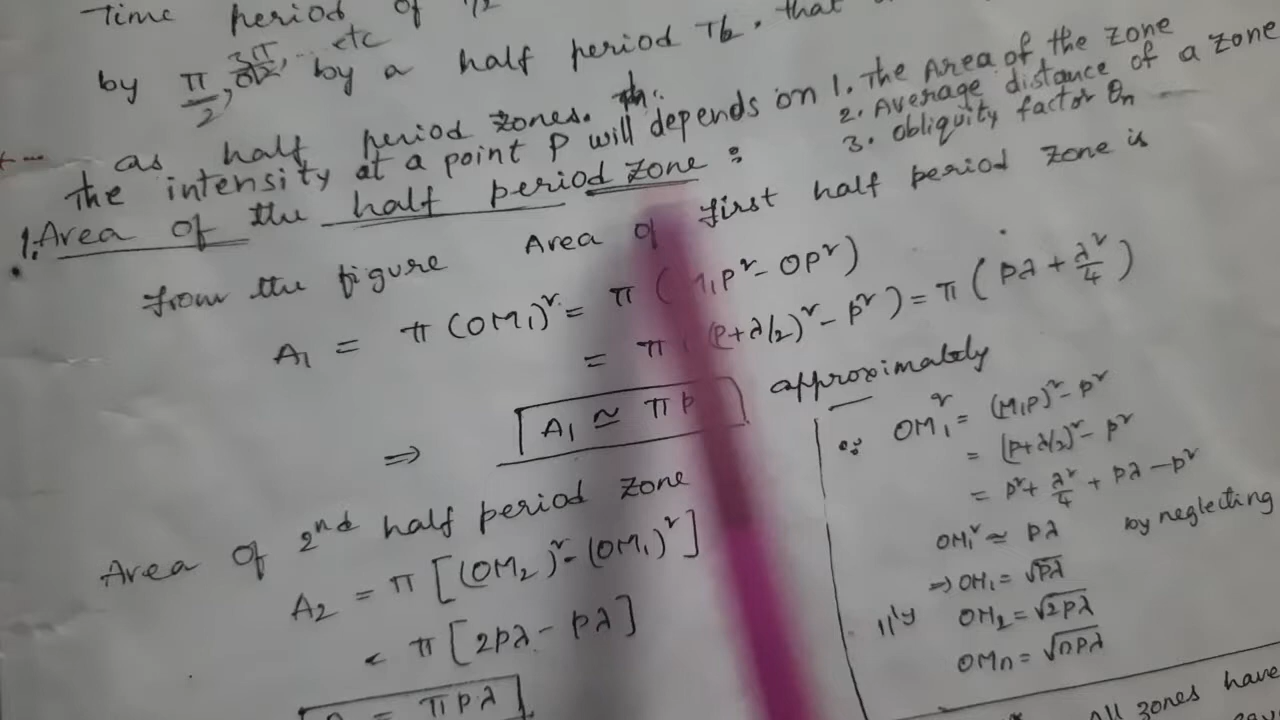 Time period of
by π/2, 3π/2, ... etc by a half period π/2. that
as half period zones.
The intensity at a point P will depends on 1. The Area of the zone
2. Average distance of a zone
3. obliquity factor θn
1. Area of the half period zone :
from the figure Area of first half period zone is
A₁ = π(OM₁)² = π(M₁P² - OP²)
= π((P+λ/2)² - P²) = π(Pλ + λ²/4)
⇒ A₁ ≃ πP approximately
∵ OM₁² = (M₁P)² - P²
= (P+λ/2)² - P²
= P² + λ²/4 + Pλ - P²
OM₁² ≃ Pλ by neglecting
⇒ OM₁ = √Pλ
|||ly OM₂ = √2Pλ
OMn = √nPλ
Area of 2nd half period zone
A₂ = π[(OM₂)² - (OM₁)²]
= π[2Pλ - Pλ]
= πPλ
All zones have